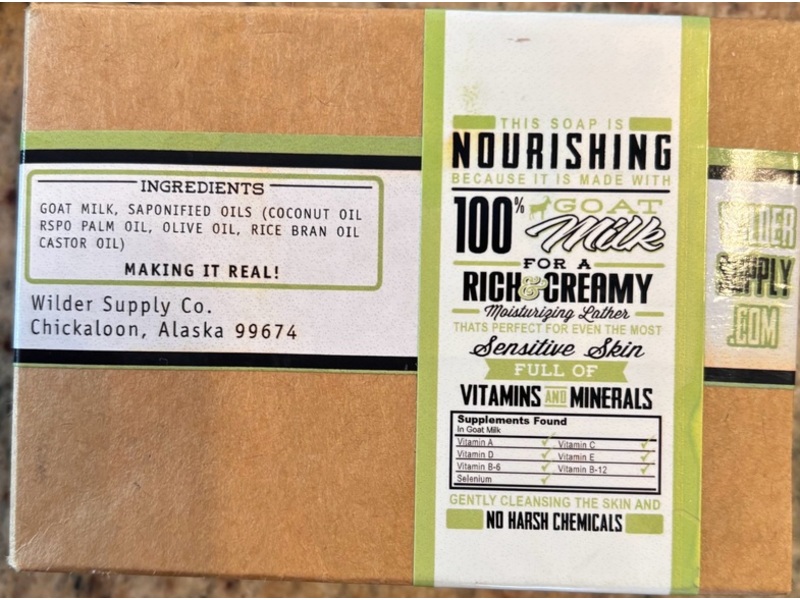 INGREDIENTS
GOAT MILK, SAPONIFIED OILS (COCONUT OIL
RSPO PALM OIL, OLIVE OIL, RICE BRAN OIL
CASTOR OIL)
MAKING IT REAL!
Wilder Supply Co.
Chickaloon, Alaska 99674
THIS SOAP IS
NOURISHING
BECAUSE IT IS MADE WITH
100% GOAT
Milk
FOR A
RICH & CREAMY
Moisturizing Lather
THATS PERFECT FOR EVEN THE MOST
Sensitive Skin
FULL OF
VITAMINS AND MINERALS
Supplements Found
In Goat Milk
Vitamin A ✓ Vitamin C ✓
Vitamin D ✓ Vitamin E ✓
Vitamin B-6 ✓ Vitamin B-12 ✓
Selenium ✓
GENTLY CLEANSING THE SKIN AND
NO HARSH CHEMICALS
WILDER
SUPPLY
.COM